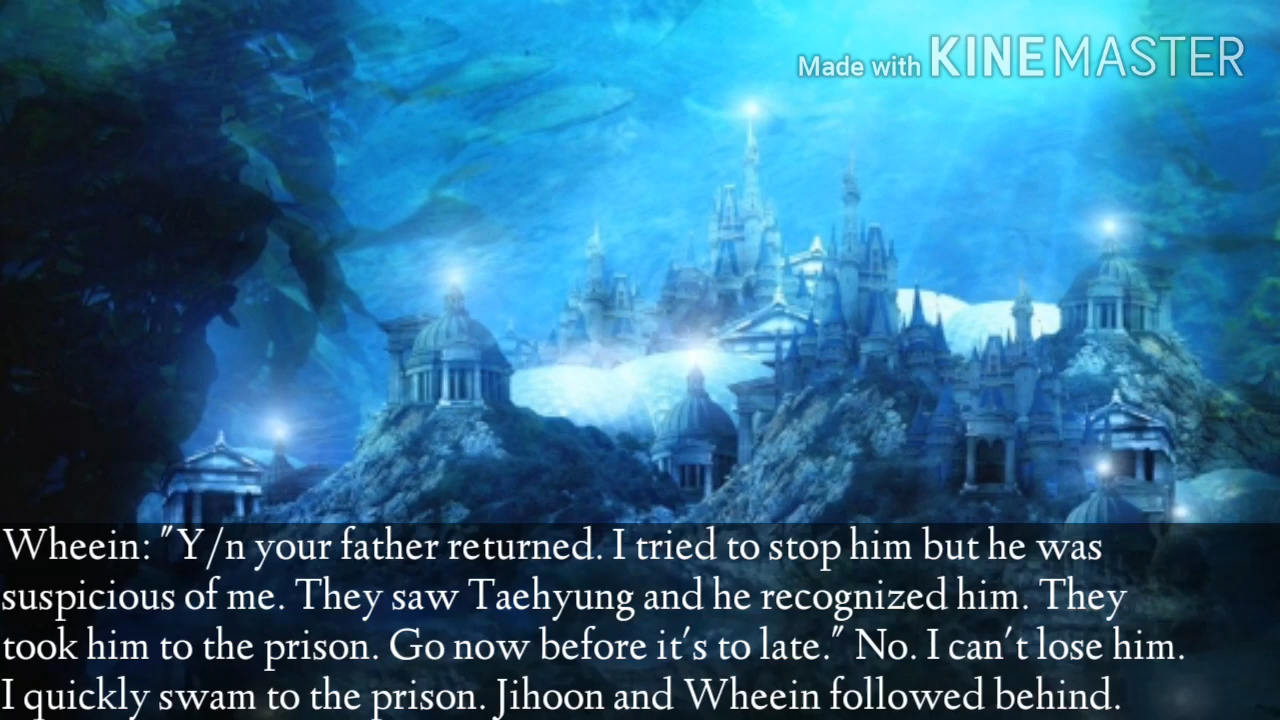 Made with KINEMASTER
Wheein: "Y/n your father returned. I tried to stop him but he was
suspicious of me. They saw Taehyung and he recognized him. They
took him to the prison. Go now before it's to late." No. I can't lose him.
I quickly swam to the prison. Jihoon and Wheein followed behind.